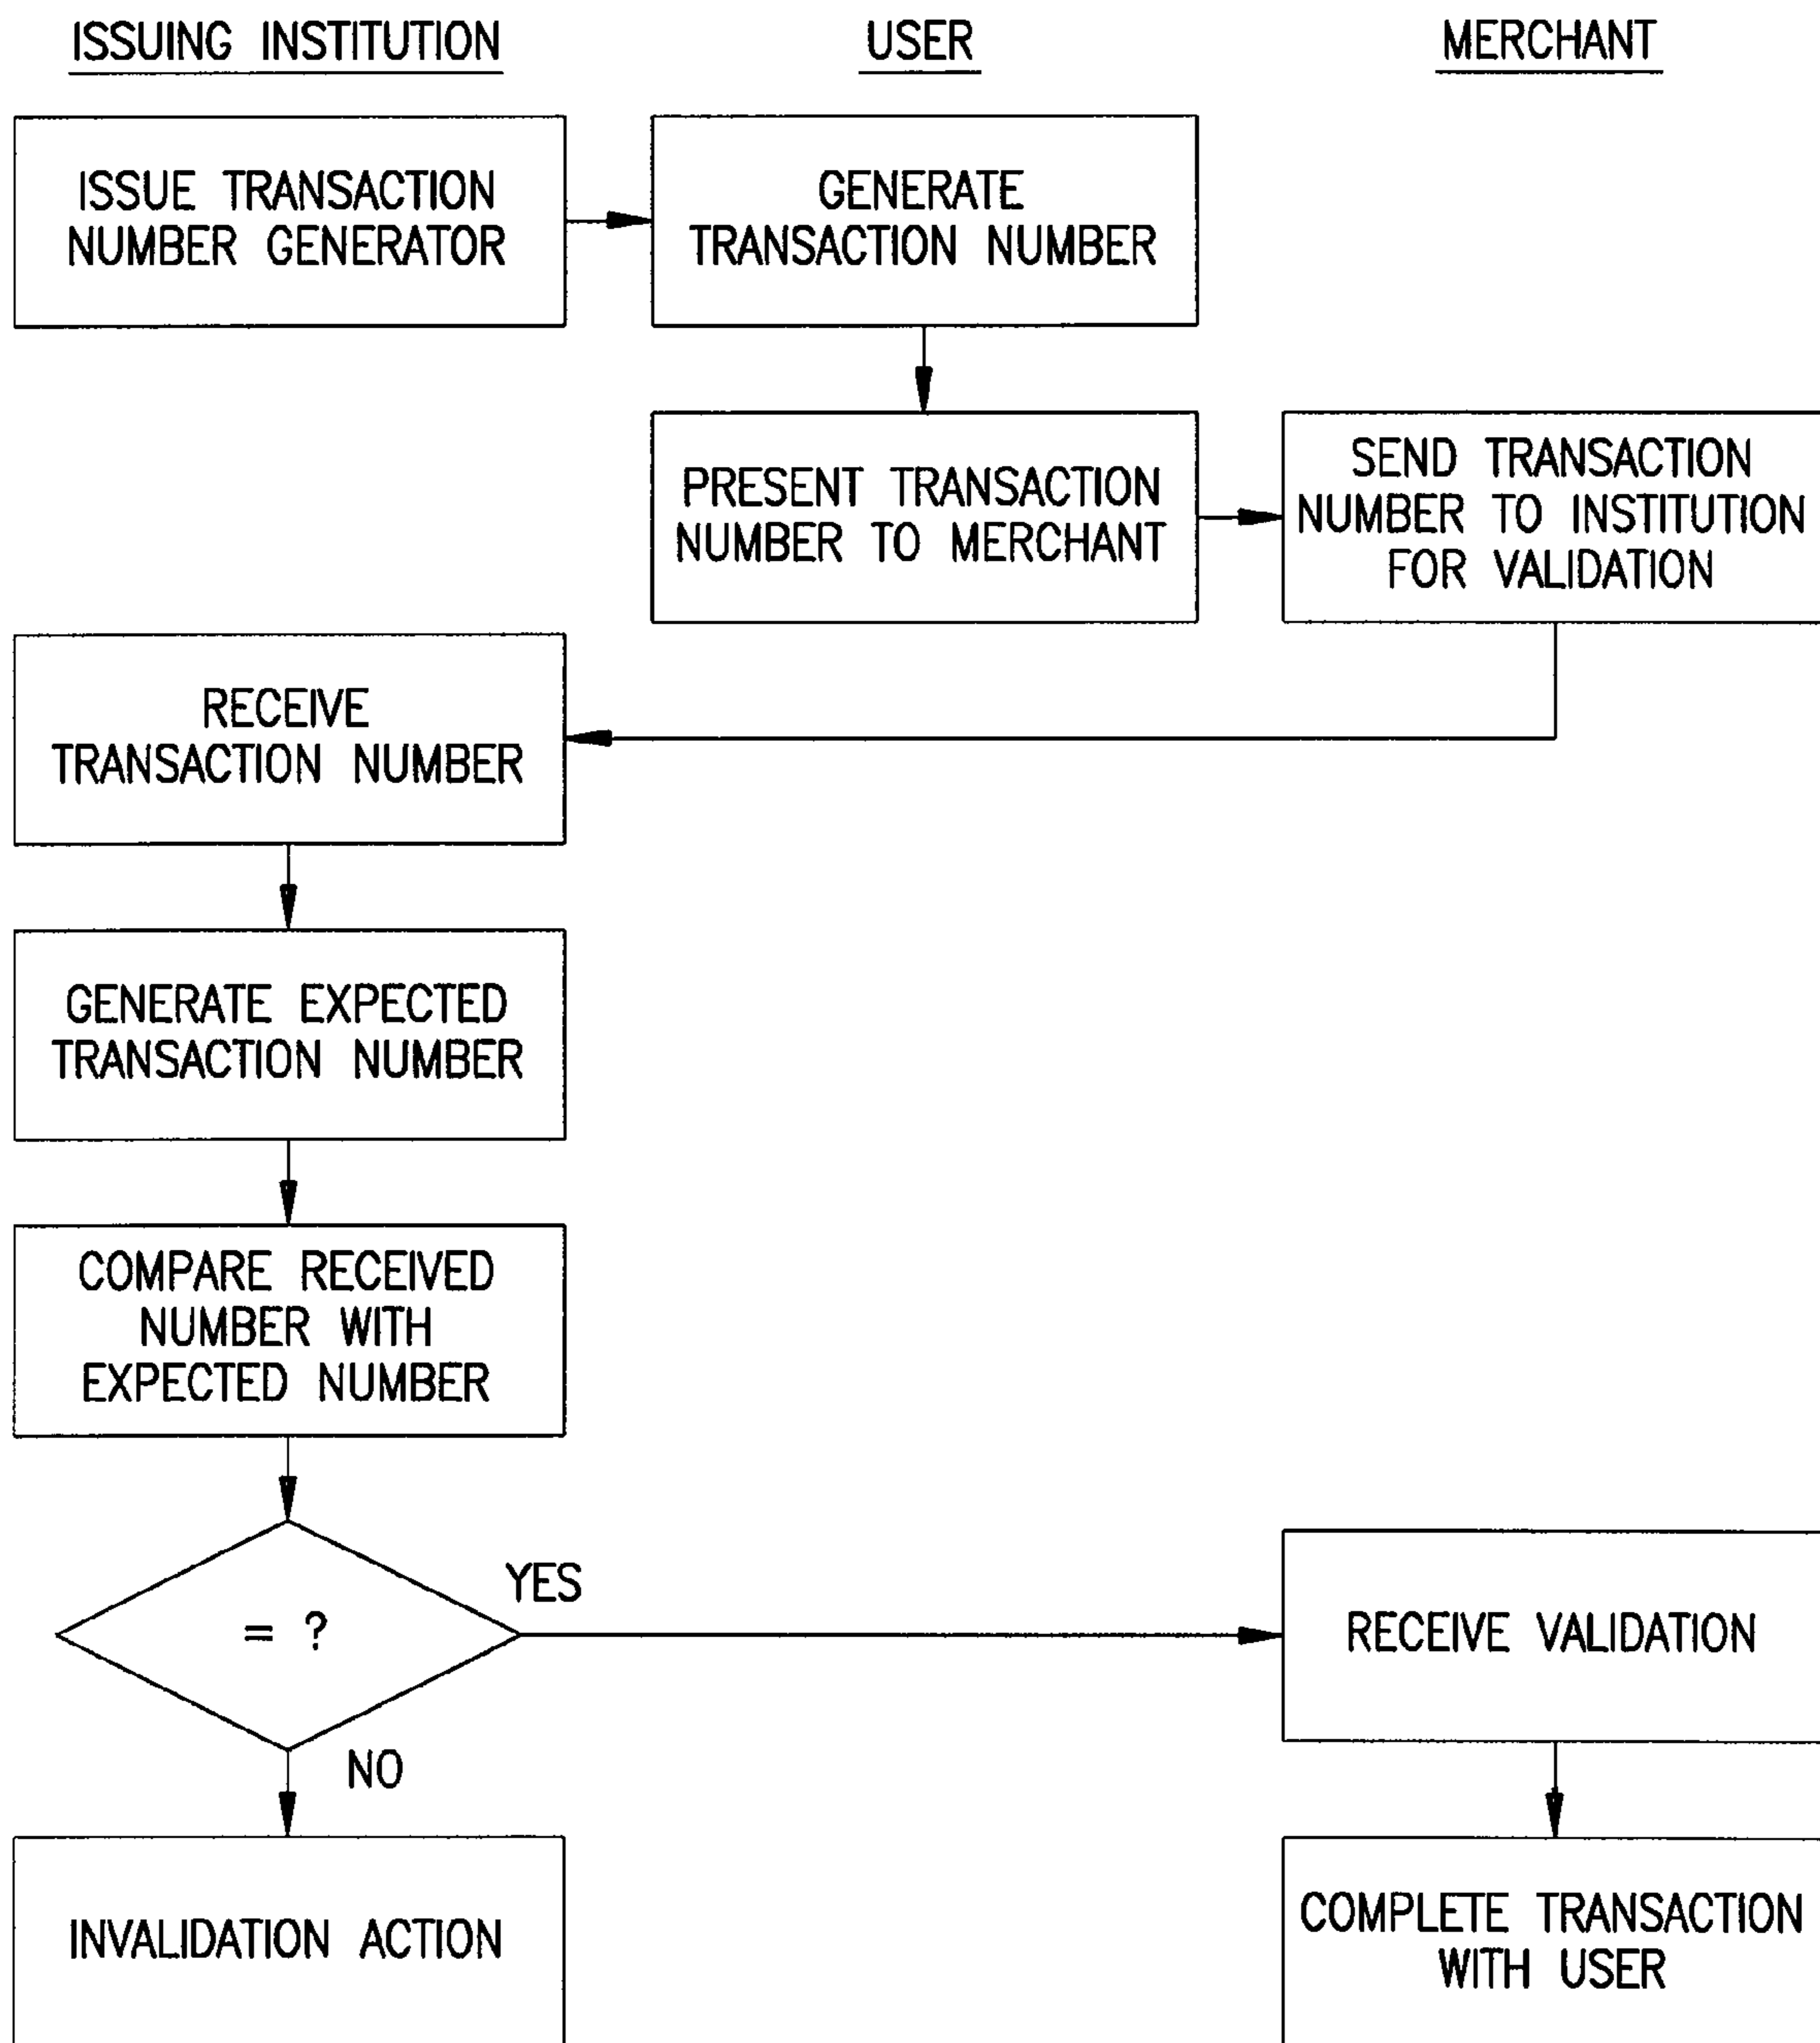 ISSUING INSTITUTION
USER
MERCHANT
ISSUE TRANSACTION
NUMBER GENERATOR
GENERATE
TRANSACTION NUMBER
PRESENT TRANSACTION
NUMBER TO MERCHANT
SEND TRANSACTION
NUMBER TO INSTITUTION
FOR VALIDATION
RECEIVE
TRANSACTION NUMBER
GENERATE EXPECTED
TRANSACTION NUMBER
COMPARE RECEIVED
NUMBER WITH
EXPECTED NUMBER
= ?
YES
NO
RECEIVE VALIDATION
INVALIDATION ACTION
COMPLETE TRANSACTION
WITH USER